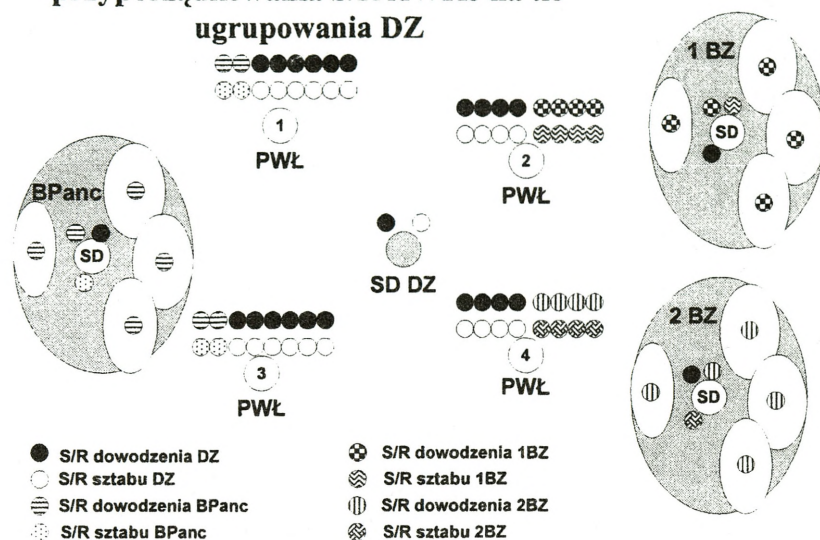 ugrupowania DZ
1
PWŁ
2
PWŁ
1 BZ
SD
BPanc
SD
SD DZ
3
PWŁ
4
PWŁ
2 BZ
SD
S/R dowodzenia DZ
S/R sztabu DZ
S/R dowodzenia BPanc
S/R sztabu BPanc
S/R dowodzenia 1BZ
S/R sztabu 1BZ
S/R dowodzenia 2BZ
S/R sztabu 2BZ